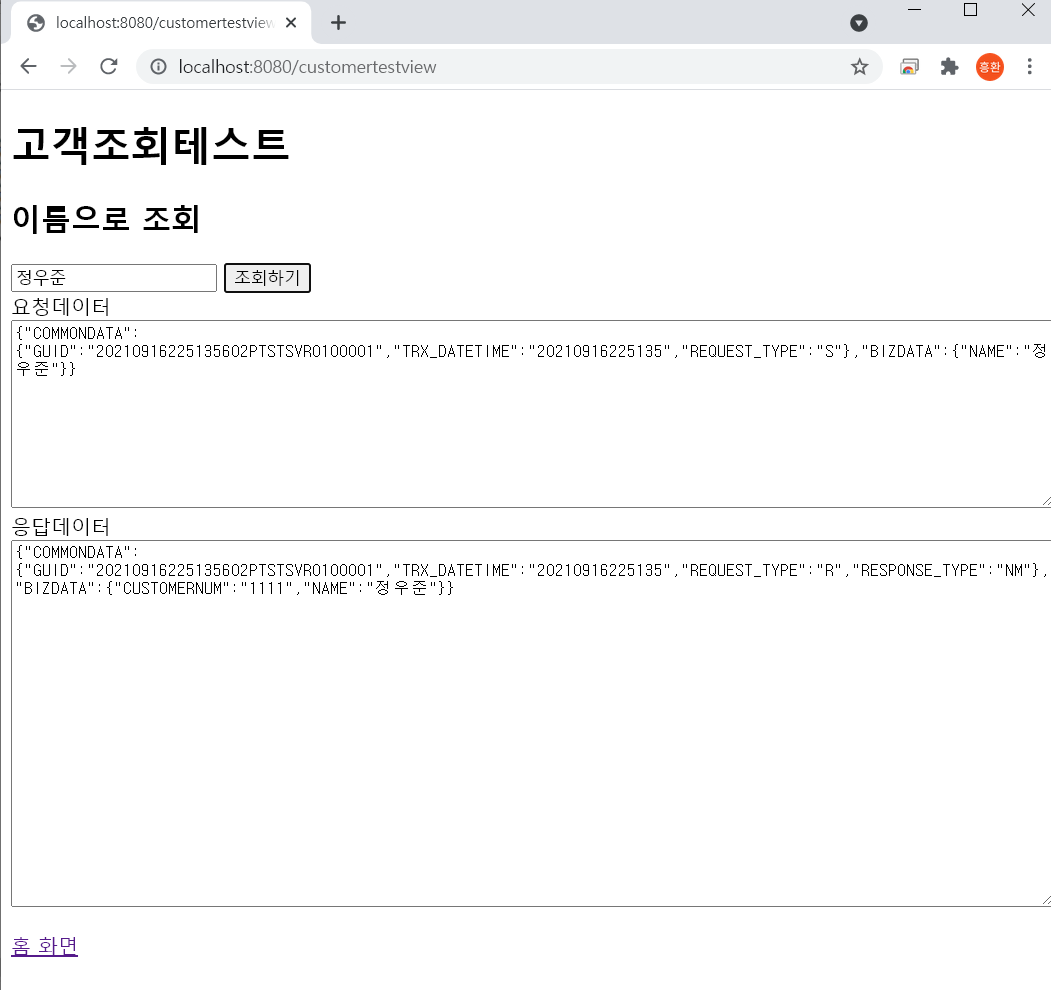 localhost:8080/customertestview
localhost:8080/customertestview
흥환
고객조회테스트
이름으로 조회
정우준 조회하기
요청데이터
{"COMMONDATA":
{"GUID":"20210916225135602PTSTSVR0100001","TRX_DATETIME":"20210916225135","REQUEST_TYPE":"S"},"BIZDATA":{"NAME":"정
우준"}}
응답데이터
{"COMMONDATA":
{"GUID":"20210916225135602PTSTSVR0100001","TRX_DATETIME":"20210916225135","REQUEST_TYPE":"R","RESPONSE_TYPE":"NM"},
"BIZDATA":{"CUSTOMERNUM":"1111","NAME":"정우준"}}
홈 화면